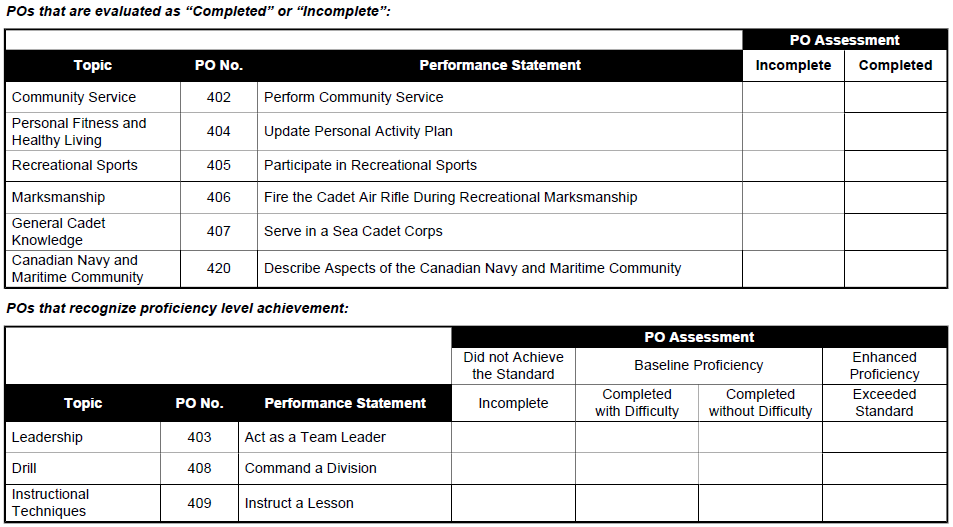 POs that are evaluated as “Completed” or “Incomplete”:
PO Assessment
Topic PO No. Performance Statement Incomplete Completed
Community Service 402 Perform Community Service
Personal Fitness and
Healthy Living 404 Update Personal Activity Plan
Recreational Sports 405 Participate in Recreational Sports
Marksmanship 406 Fire the Cadet Air Rifle During Recreational Marksmanship
General Cadet
Knowledge 407 Serve in a Sea Cadet Corps
Canadian Navy and
Maritime Community 420 Describe Aspects of the Canadian Navy and Maritime Community
POs that recognize proficiency level achievement:
PO Assessment
Did not Achieve
the Standard
Baseline Proficiency
Enhanced
Proficiency
Topic PO No. Performance Statement Incomplete
Completed
with Difficulty
Completed
without Difficulty
Exceeded
Standard
Leadership 403 Act as a Team Leader
Drill 408 Command a Division
Instructional
Techniques 409 Instruct a Lesson